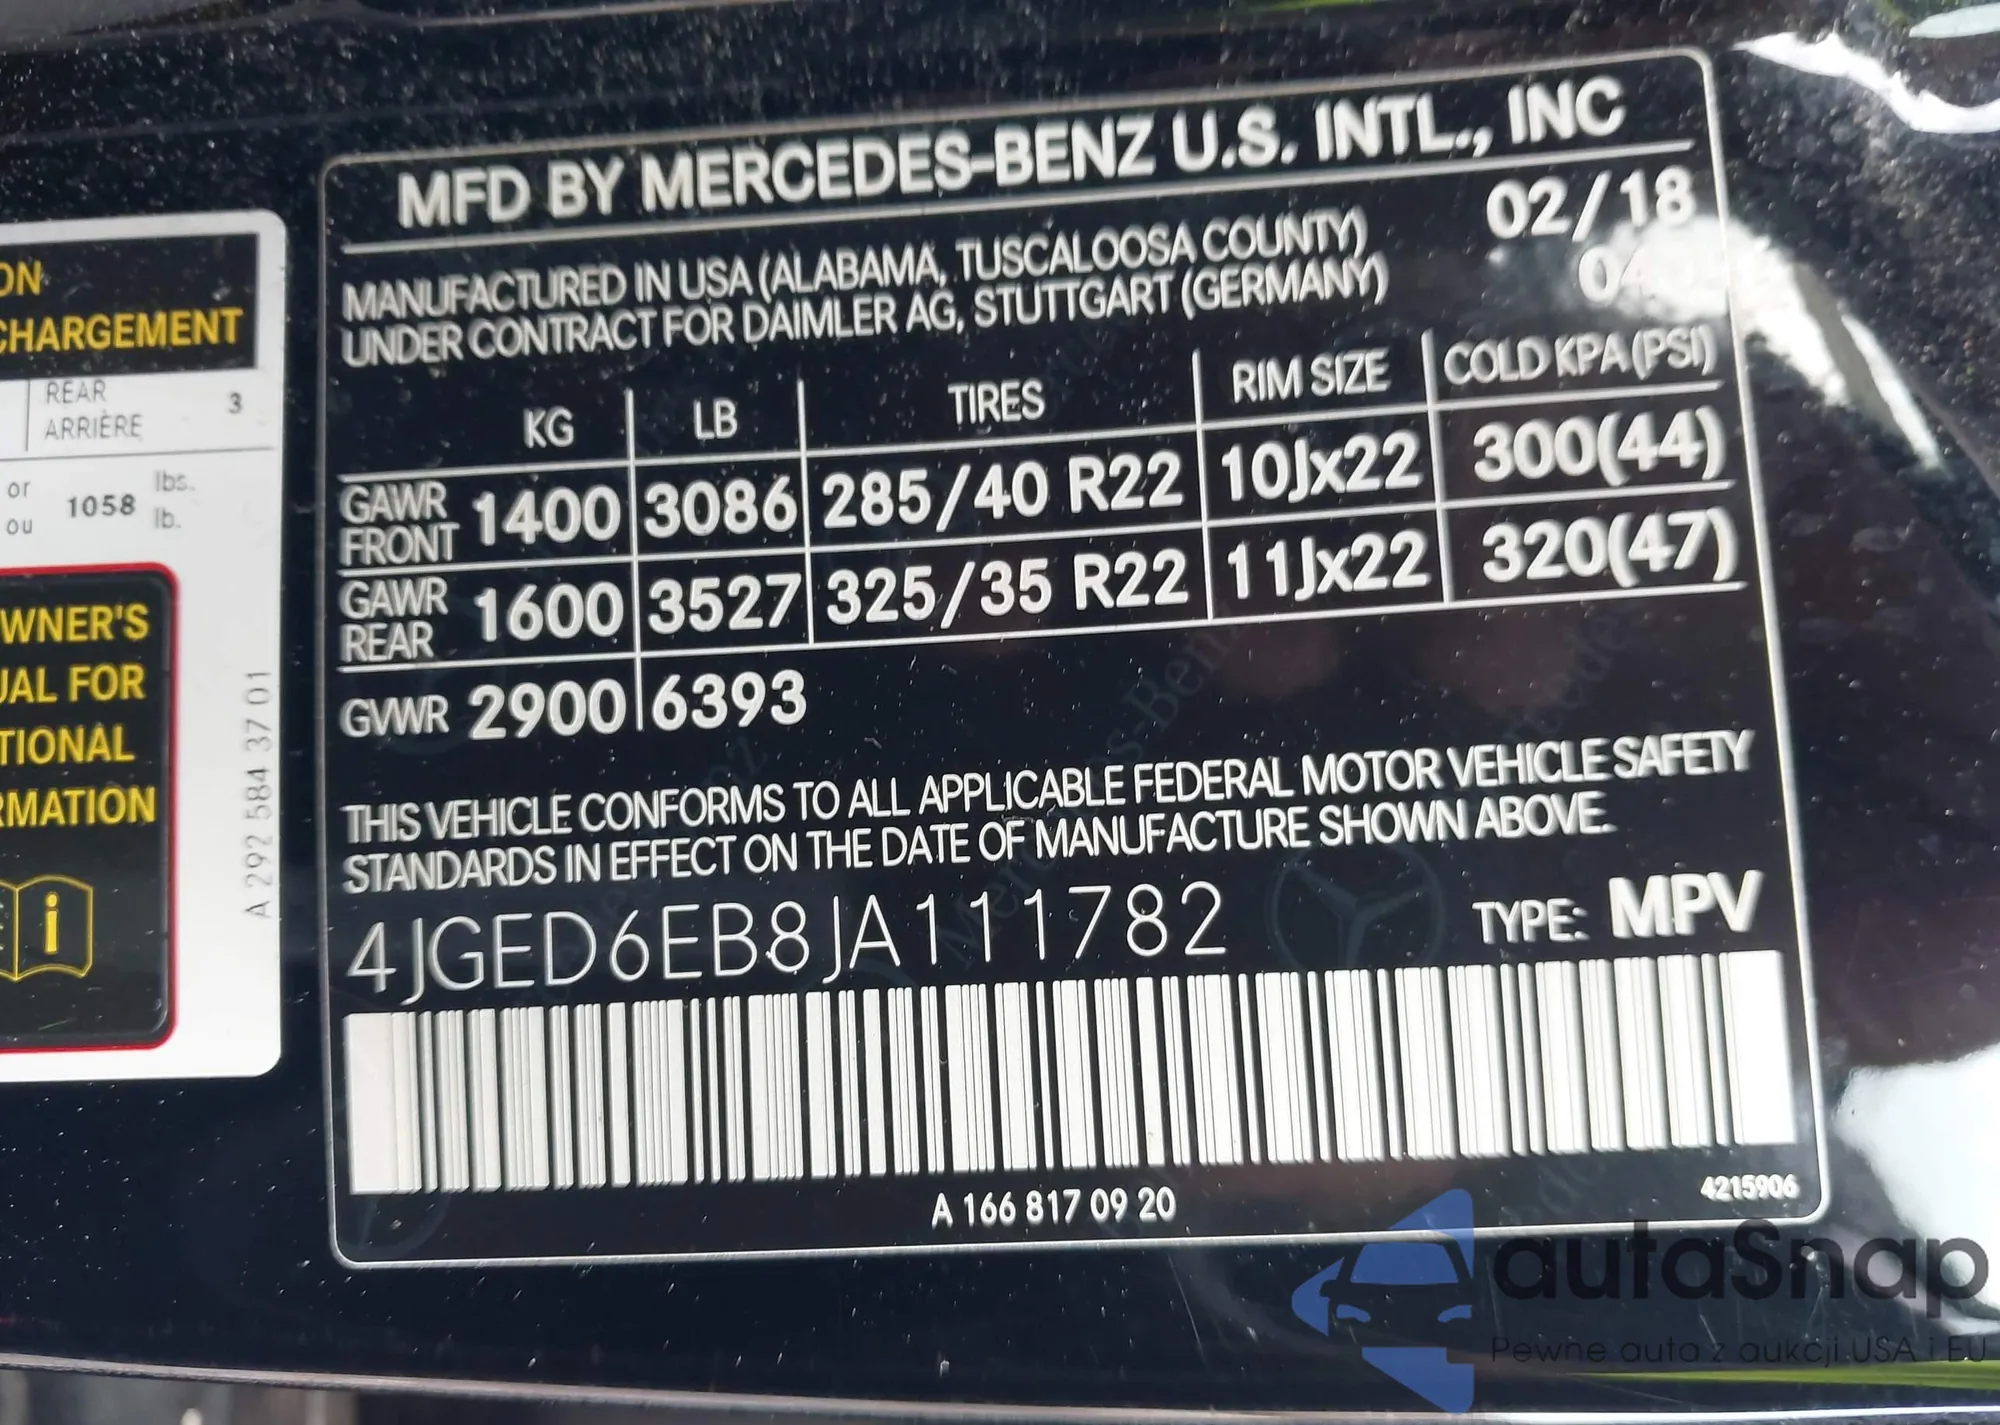 ON
CHARGEMENT
REAR
ARRIÈRE
3
or
ou
1058
lbs.
lb.
WNER'S
UAL FOR
TIONAL
RMATION
A 292 584 37 01
MFD BY MERCEDES-BENZ U.S. INTL., INC
02/18
MANUFACTURED IN USA (ALABAMA, TUSCALOOSA COUNTY)
UNDER CONTRACT FOR DAIMLER AG, STUTTGART (GERMANY)
KG LB TIRES RIM SIZE COLD KPA (PSI)
GAWR FRONT 1400 3086 285/40 R22 10Jx22 300(44)
GAWR REAR 1600 3527 325/35 R22 11Jx22 320(47)
GVWR 2900 6393
THIS VEHICLE CONFORMS TO ALL APPLICABLE FEDERAL MOTOR VEHICLE SAFETY
STANDARDS IN EFFECT ON THE DATE OF MANUFACTURE SHOWN ABOVE.
4JGED6EB8JA111782
TYPE: MPV
A 166 817 09 20
4215906
autaSnap
Pewne auta z aukcji USA i EU